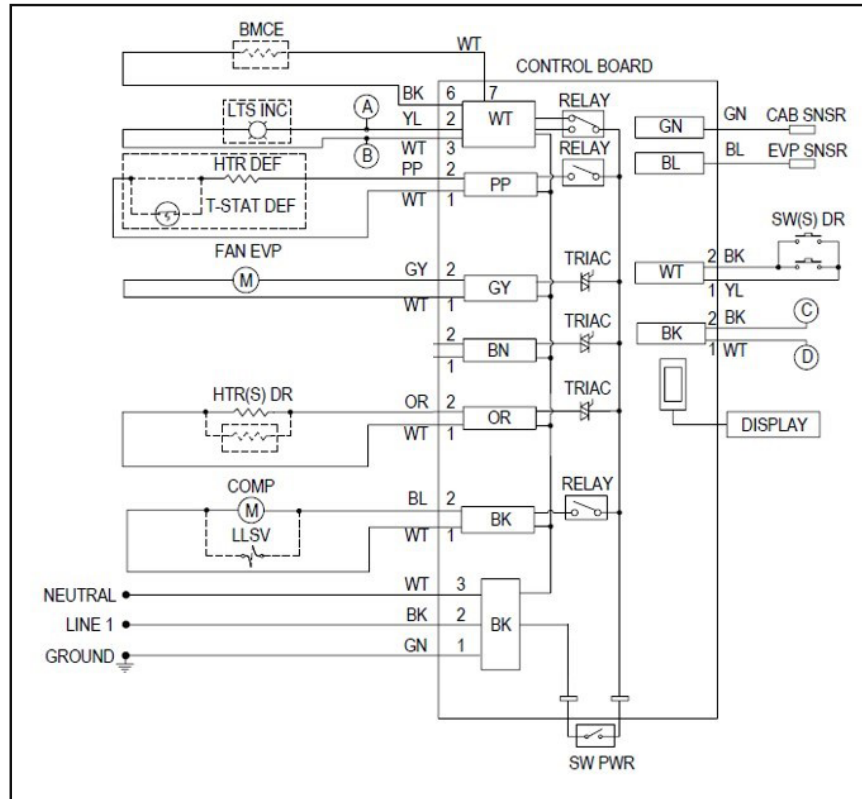 BMCE
WT
CONTROL BOARD
BK 6 7
LTS INC A YL 2 WT RELAY GN GN CAB SNSR
B WT 3
HTR DEF PP 2 PP RELAY BL BL EVP SNSR
T-STAT DEF WT 1
SW(S) DR
FAN EVP
GY 2 GY TRIAC WT 2 BK
WT 1 1 YL
2 BN TRIAC BK 2 BK C
1 1 WT D
HTR(S) DR OR 2 OR TRIAC
WT 1 DISPLAY
COMP
M BL 2 BK RELAY
LLSV WT 1
NEUTRAL WT 3
LINE 1 BK 2 BK
GROUND GN 1
SW PWR
M